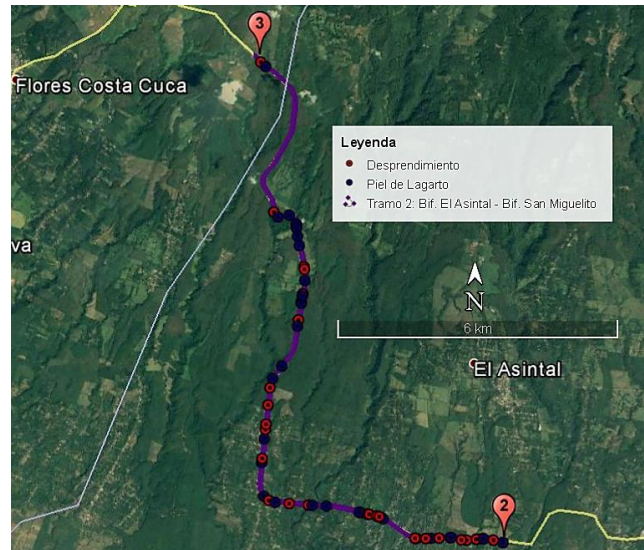 3
Flores Costa Cuca
Leyenda
Desprendimiento
Piel de Lagarto
Tramo 2: Bif. El Asintal - Bif. San Miguelito
va
N
6 km
El Asintal
2